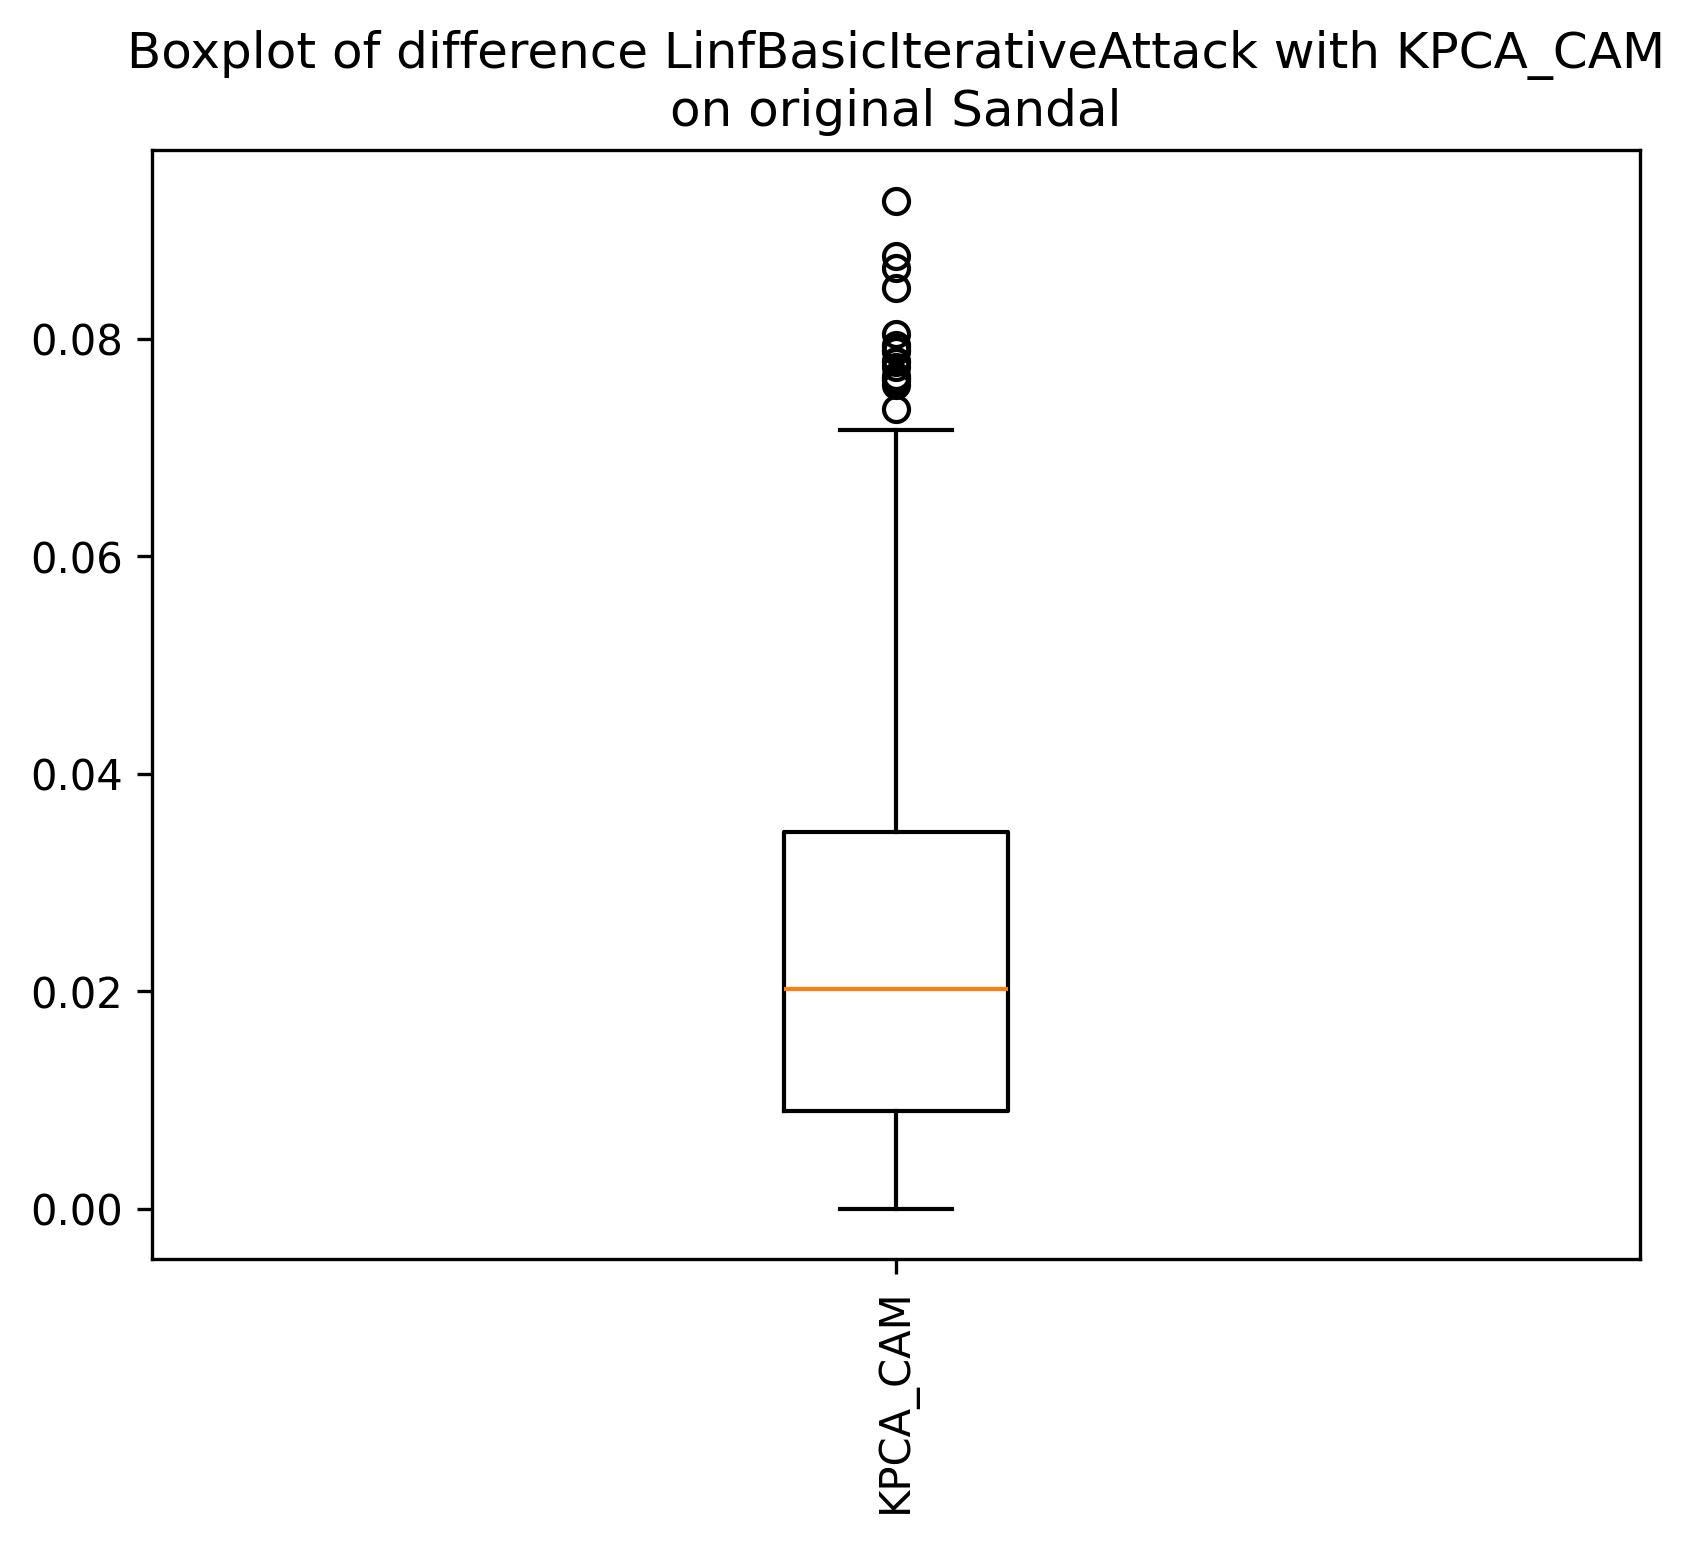 Boxplot of difference LinfBasicIterativeAttack with KPCA_CAM
on original Sandal
0.08
0.06
0.04
0.02
0.00
KPCA_CAM